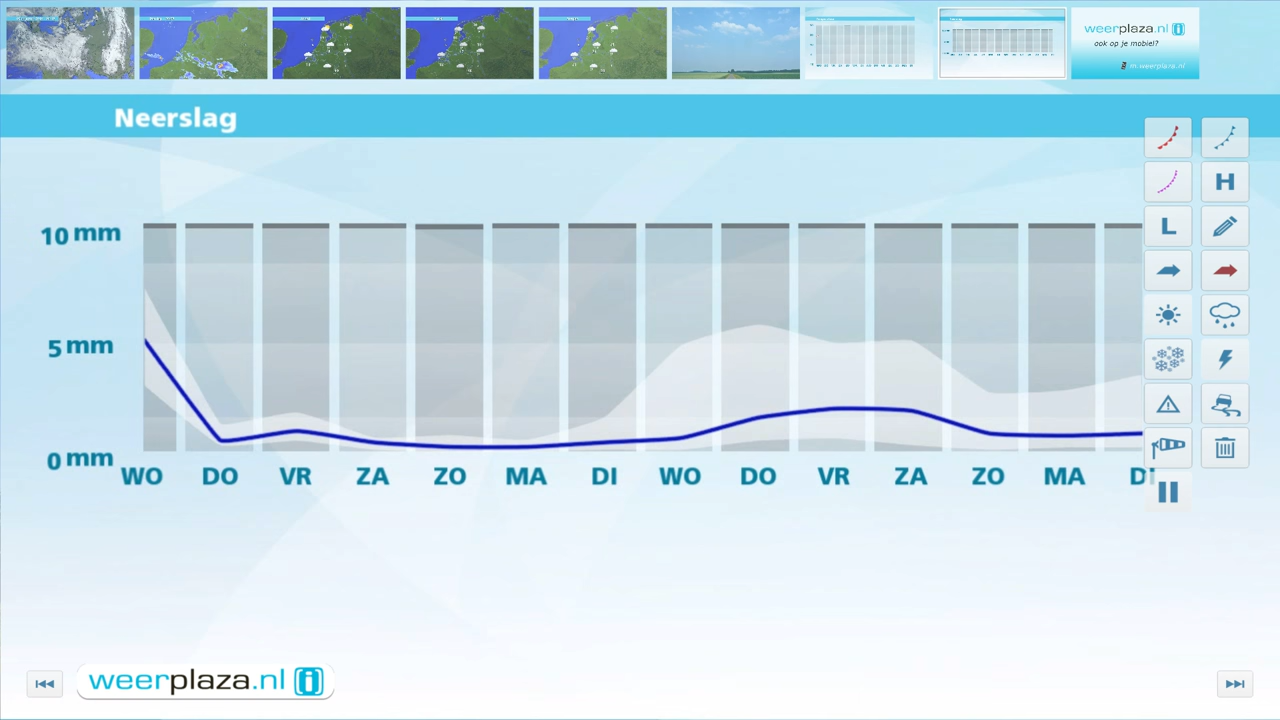 weerplaza.nl [i]
ook op je mobiel?
m.weerplaza.nl
Neerslag
H
10 mm
L
5 mm
0 mm
WO DO VR ZA ZO MA DI WO DO VR ZA ZO MA DI
weerplaza.nl [i]